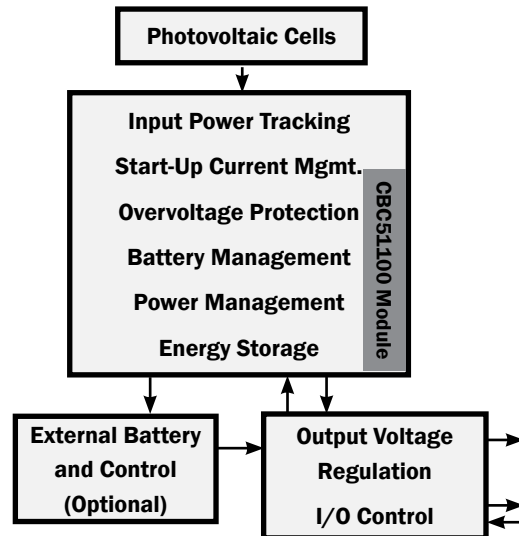 Photovoltaic Cells
Input Power Tracking
Start-Up Current Mgmt.
Overvoltage Protection
Battery Management
Power Management
Energy Storage
CBC51100 Module
External Battery
and Control
(Optional)
Output Voltage
Regulation
I/O Control